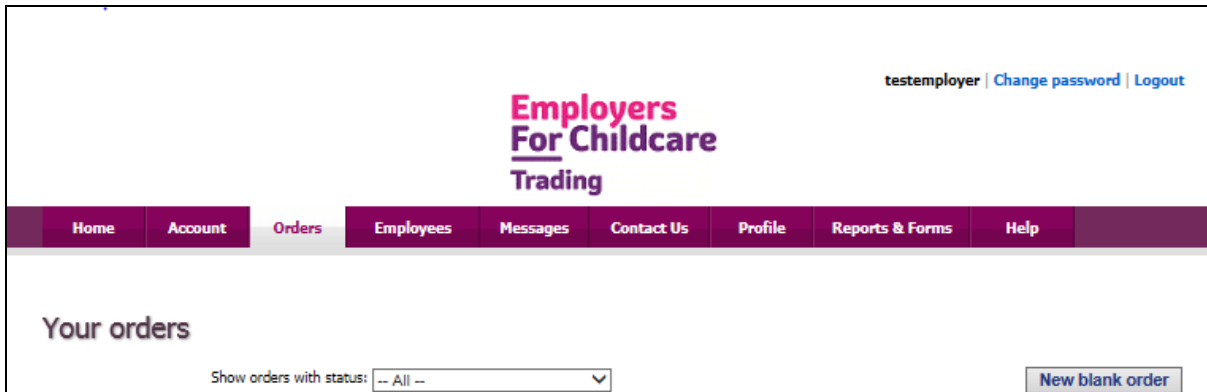 testemployer | Change password | Logout
Employers
For Childcare
Trading
Home Account Orders Employees Messages Contact Us Profile Reports & Forms Help
Your orders
Show orders with status: -- All -- New blank order